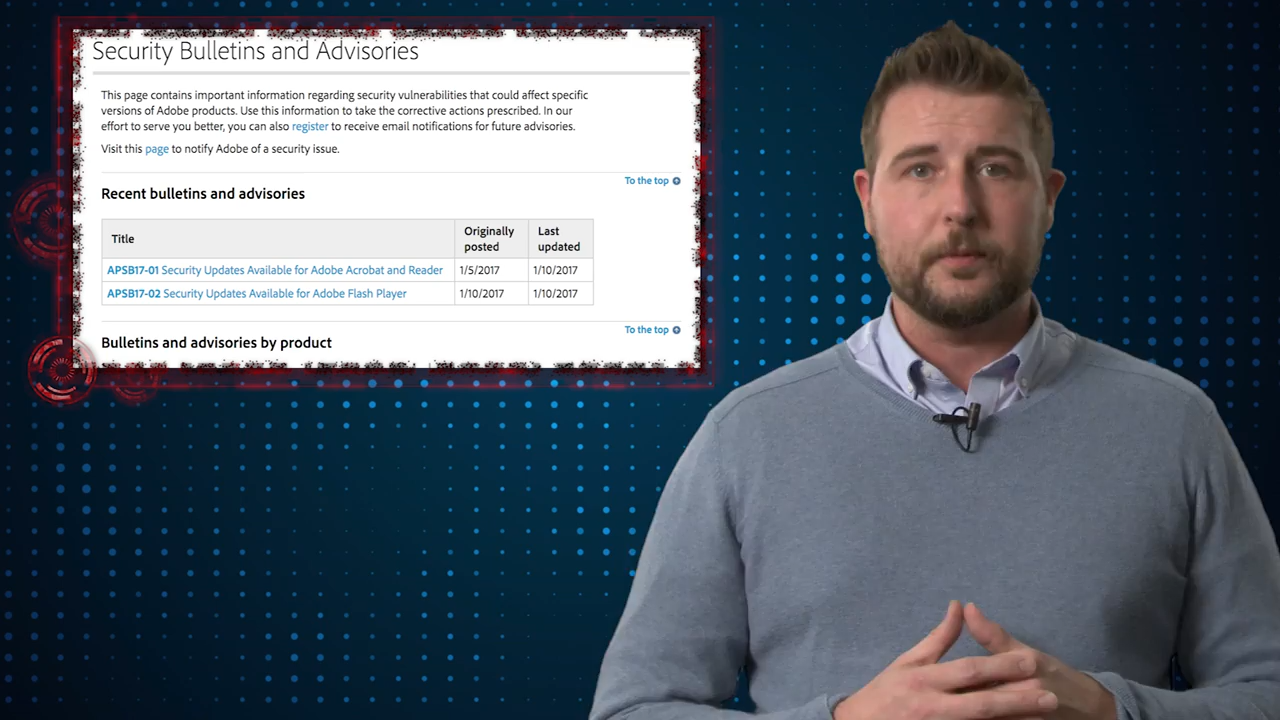 Security Bulletins and Advisories
This page contains important information regarding security vulnerabilities that could affect specific
versions of Adobe products. Use this information to take the corrective actions prescribed. In our
effort to serve you better, you can also register to receive email notifications for future advisories.
Visit this page to notify Adobe of a security issue.
To the top
Recent bulletins and advisories
Title Originally posted Last updated
APSB17-01 Security Updates Available for Adobe Acrobat and Reader 1/5/2017 1/10/2017
APSB17-02 Security Updates Available for Adobe Flash Player 1/10/2017 1/10/2017
To the top
Bulletins and advisories by product